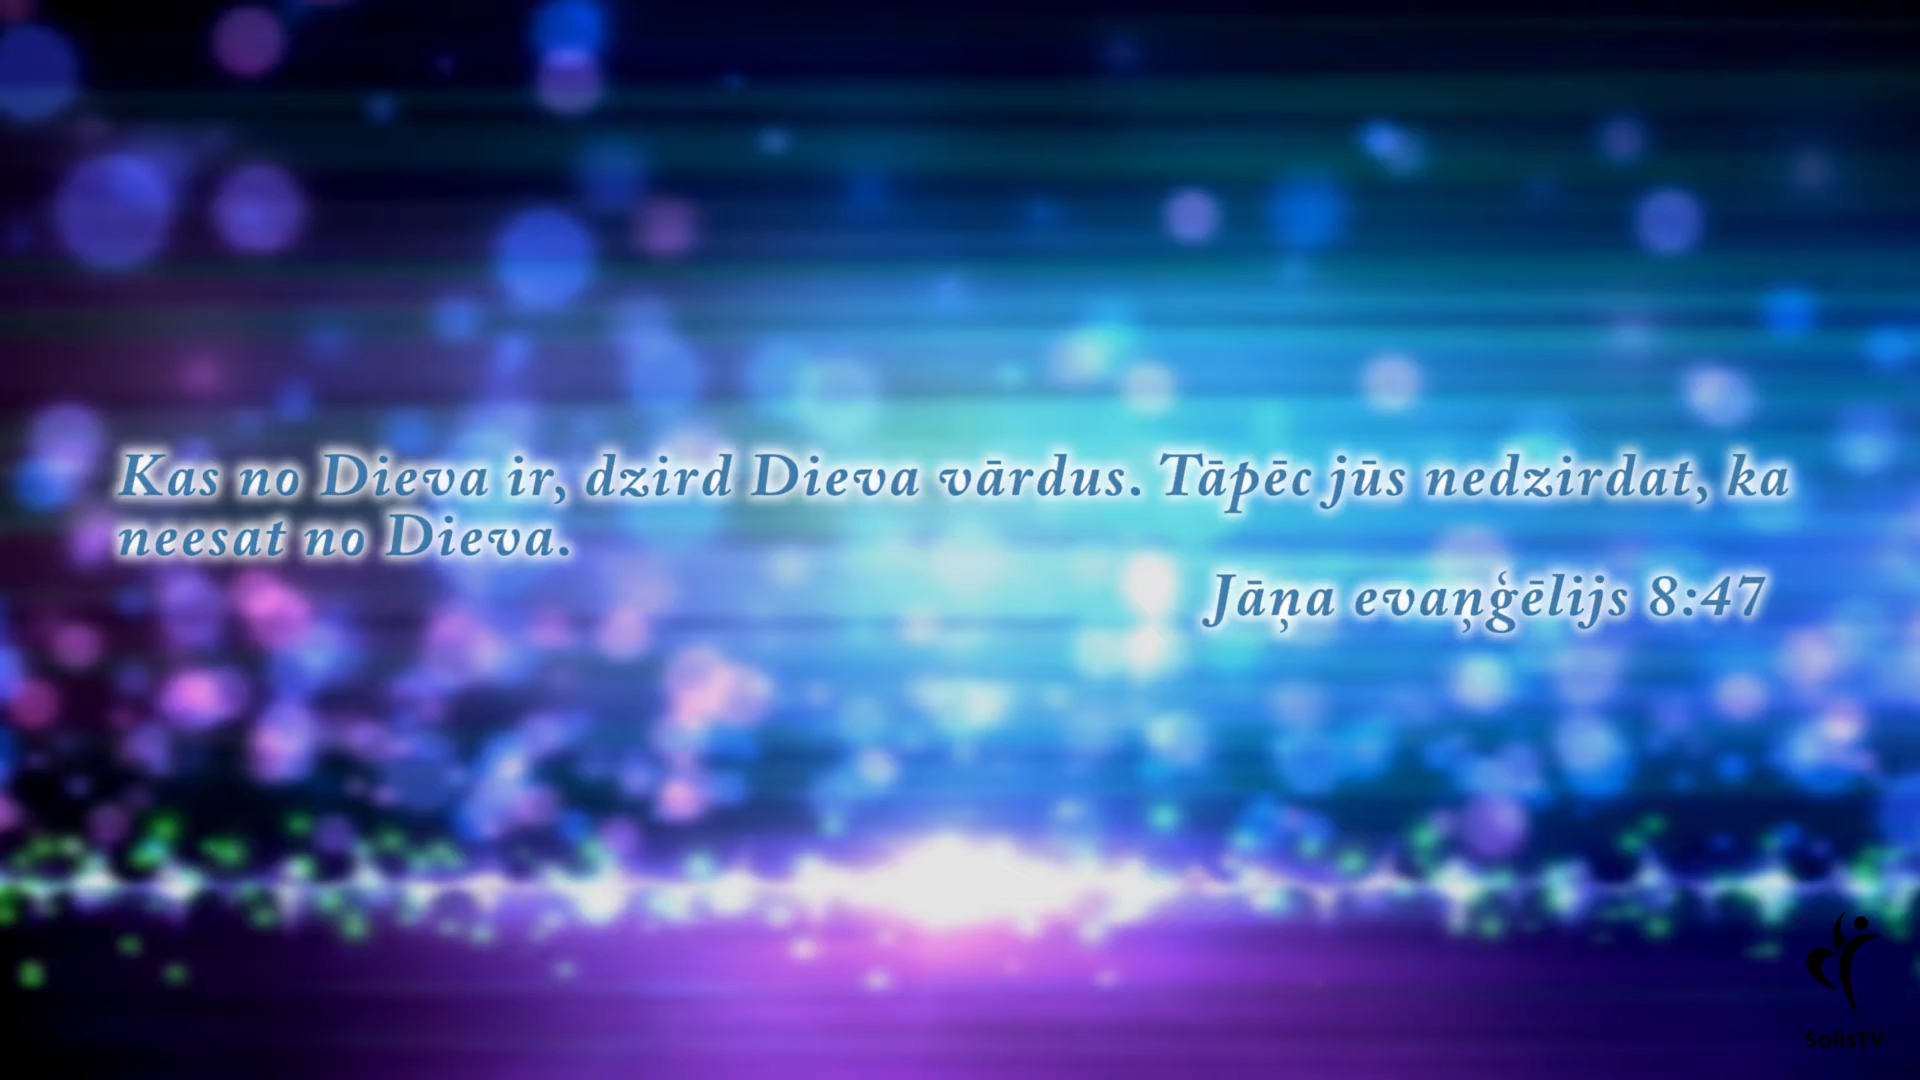 Kas no Dieva ir, dzird Dieva vārdus. Tāpēc jūs nedzirdat, ka
neesat no Dieva.
Jāņa evaņģēlijs 8:47
SolisTV